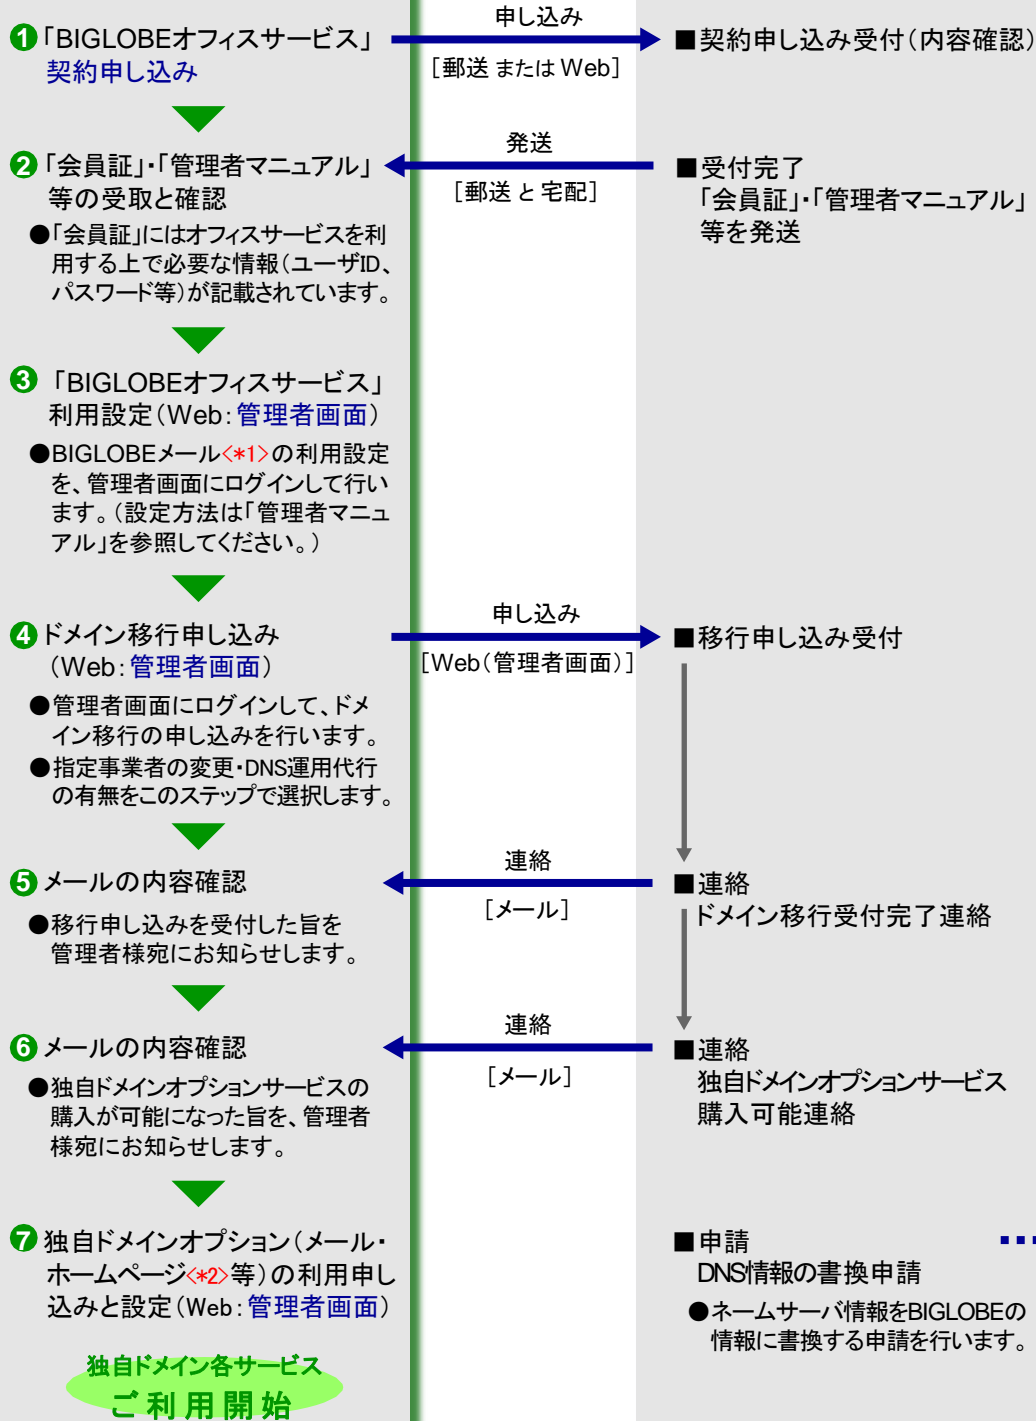 1 「BIGLOBEオフィスサービス」
契約申し込み
申し込み
[郵送 または Web]
■契約申し込み受付(内容確認)
2 「会員証」・「管理者マニュアル」
等の受取と確認
●「会員証」にはオフィスサービスを利
用する上で必要な情報(ユーザID、
パスワード等)が記載されています。
発送
[郵送 と 宅配]
■受付完了
「会員証」・「管理者マニュアル」
等を発送
3 「BIGLOBEオフィスサービス」
利用設定(Web:管理者画面)
●BIGLOBEメール<*1>の利用設定
を、管理者画面にログインして行い
ます。(設定方法は「管理者マニュ
アル」を参照してください。)
4 ドメイン移行申し込み
(Web:管理者画面)
●管理者画面にログインして、ドメ
イン移行の申し込みを行います。
●指定事業者の変更・DNS運用代行
の有無をこのステップで選択します。
申し込み
[Web(管理者画面)]
■移行申し込み受付
5 メールの内容確認
●移行申し込みを受付した旨を
管理者様宛にお知らせします。
連絡
[メール]
■連絡
ドメイン移行受付完了連絡
6 メールの内容確認
●独自ドメインオプションサービスの
購入が可能になった旨を、管理者
様宛にお知らせします。
連絡
[メール]
■連絡
独自ドメインオプションサービス
購入可能連絡
7 独自ドメインオプション(メール・
ホームページ<*2>等)の利用申し
込みと設定(Web:管理者画面)
■申請
DNS情報の書換申請
●ネームサーバ情報をBIGLOBEの
情報に書換する申請を行います。
独自ドメイン各サービス
ご利用開始